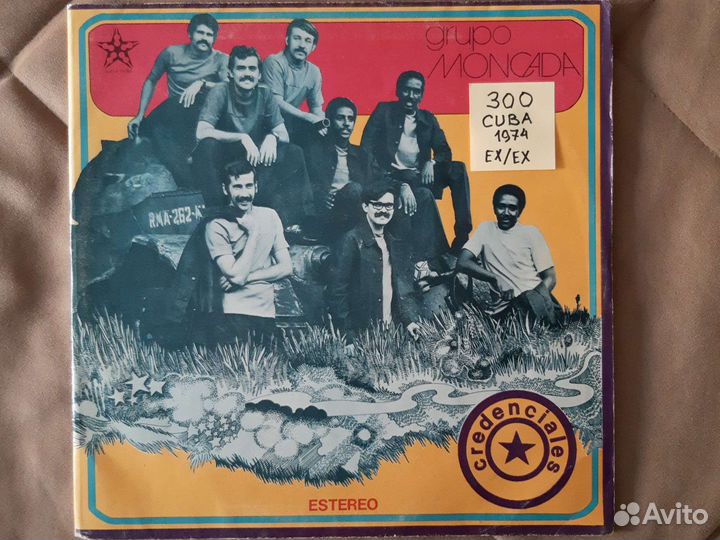 grupo
MONCADA
300
CUBA
1974
EX/EX
RNA-262-A
credenciales
ESTEREO
Avito